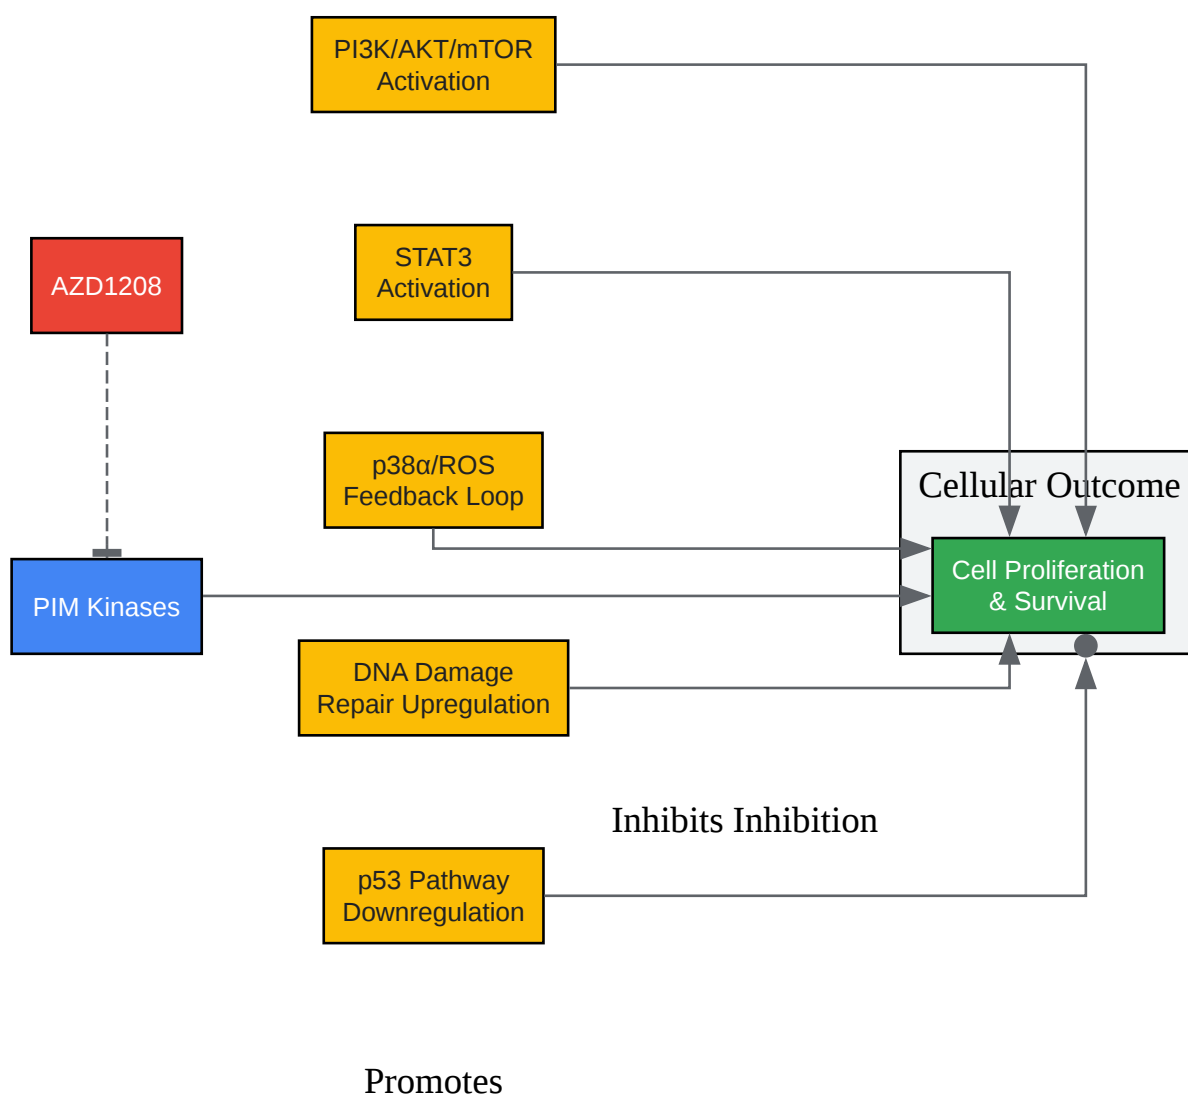 PI3K/AKT/mTOR
Activation
STAT3
Activation
AZD1208
p38α/ROS
Feedback Loop
Cellular Outcome
Cell Proliferation
& Survival
PIM Kinases
DNA Damage
Repair Upregulation
Inhibits Inhibition
p53 Pathway
Downregulation
Promotes